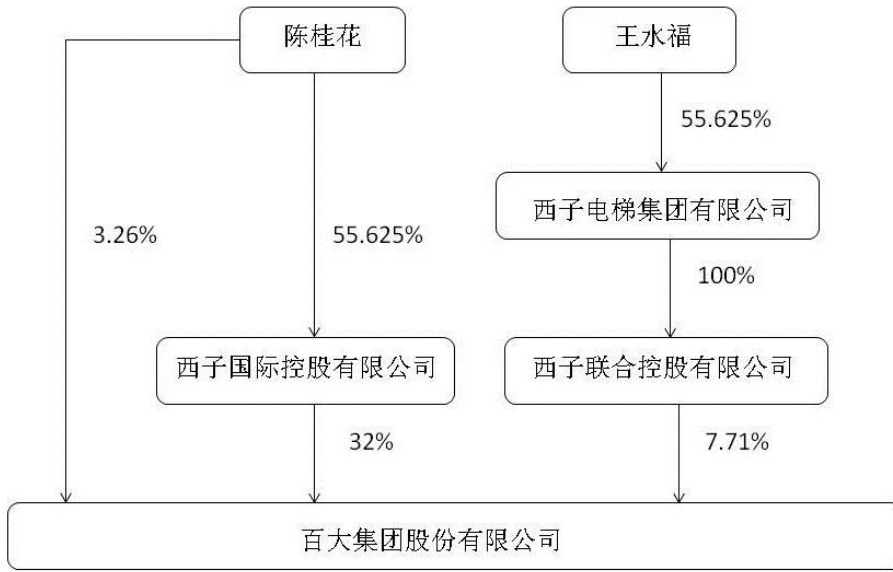 陈桂花
王水福
55.625%
西子电梯集团有限公司
3.26%
55.625%
100%
西子国际控股有限公司
西子联合控股有限公司
32%
7.71%
百大集团股份有限公司